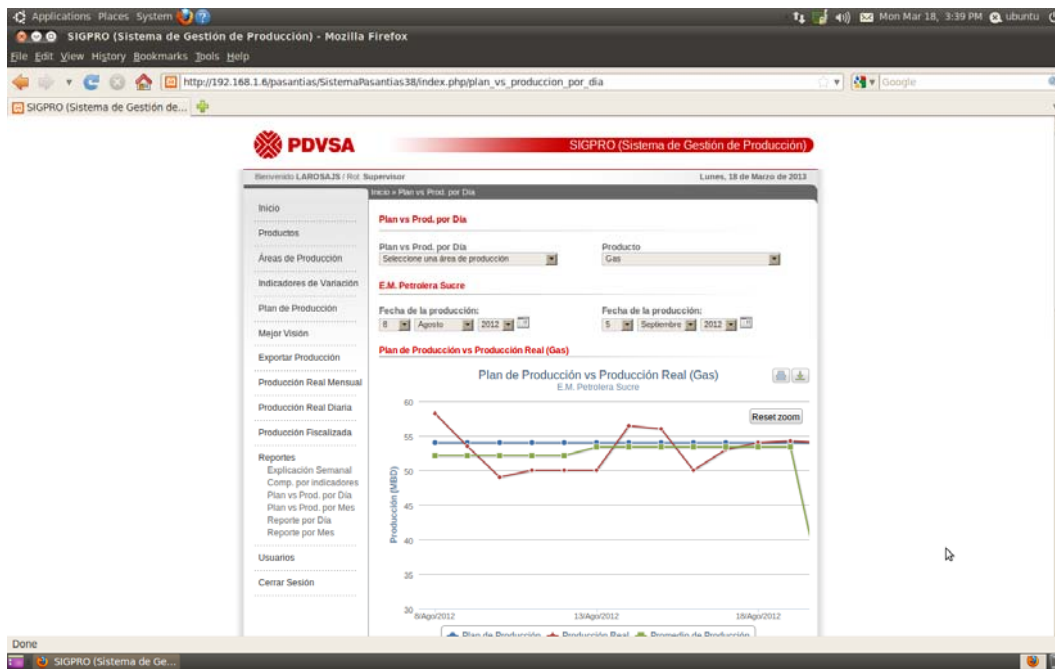 Applications Places System
Mon Mar 18, 3:39 PM ubuntu
SIGPRO (Sistema de Gestión de Producción) - Mozilla Firefox
File Edit View History Bookmarks Tools Help
http://192.168.1.6/pasantias/SistemaPasantias38/index.php/plan_vs_produccion_por_dia
Google
SIGPRO (Sistema de Gestión de...
PDVSA
SIGPRO (Sistema de Gestión de Producción)
Bienvenido LAROSAJS / Rol: Supervisor
Lunes, 18 de Marzo de 2013
Inicio » Plan vs Prod. por Día
Inicio
Productos
Áreas de Producción
Indicadores de Variación
Plan de Producción
Mejor Visión
Exportar Producción
Producción Real Mensual
Producción Real Diaria
Producción Fiscalizada
Reportes
Explicación Semanal
Comp. por indicadores
Plan vs Prod. por Día
Plan vs Prod. por Mes
Reporte por Día
Reporte por Mes
Usuarios
Cerrar Sesión
Plan vs Prod. por Día
Plan vs Prod. por Día
Producto
Seleccione una área de producción
Gas
E.M. Petrolera Sucre
Fecha de la producción:
Fecha de la producción:
8 Agosto 2012
5 Septiembre 2012
Plan de Producción vs Producción Real (Gas)
Plan de Producción vs Producción Real (Gas)
E.M. Petrolera Sucre
Reset zoom
Producción (MBD)
60
55
50
45
40
35
30
8/Ago/2012
13/Ago/2012
18/Ago/2012
Plan de Producción Producción Real Promedio de Producción
Done
SIGPRO (Sistema de Ge...